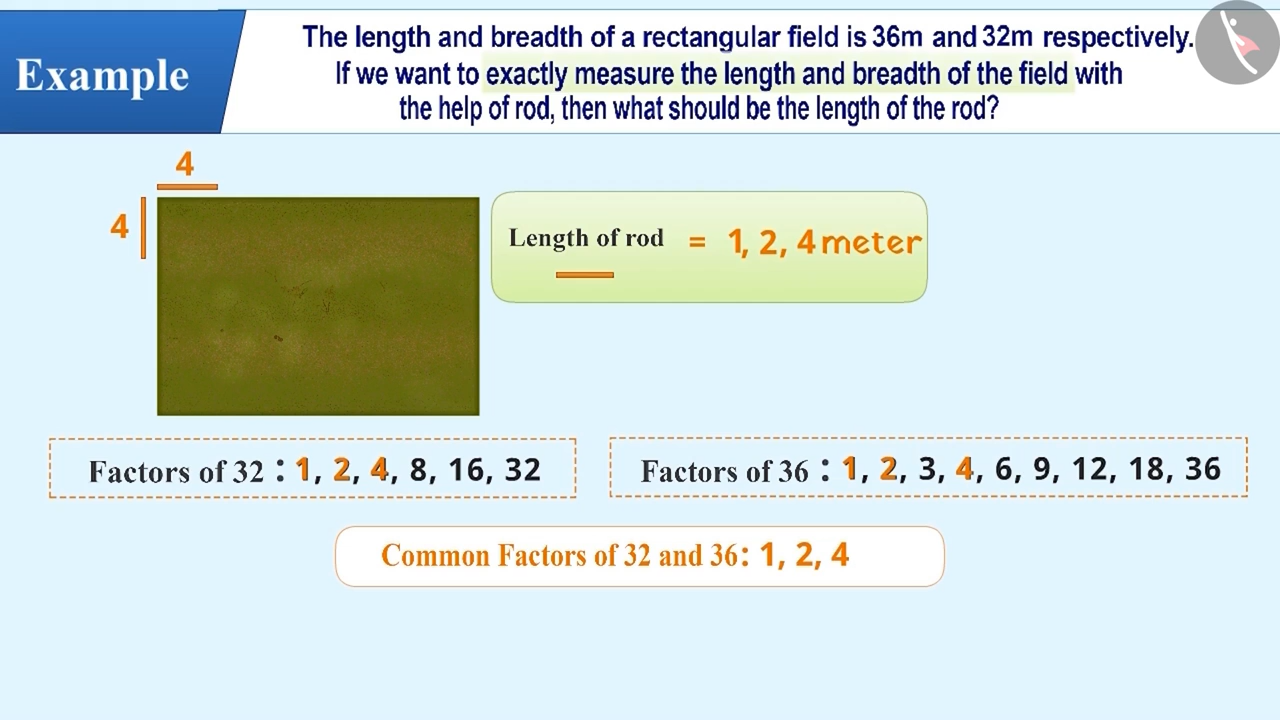 Example
The length and breadth of a rectangular field is 36m and 32m respectively.
If we want to exactly measure the length and breadth of the field with
the help of rod, then what should be the length of the rod?
4
4
Length of rod = 1, 2, 4 meter
Factors of 32 : 1, 2, 4, 8, 16, 32
Factors of 36 : 1, 2, 3, 4, 6, 9, 12, 18, 36
Common Factors of 32 and 36: 1, 2, 4